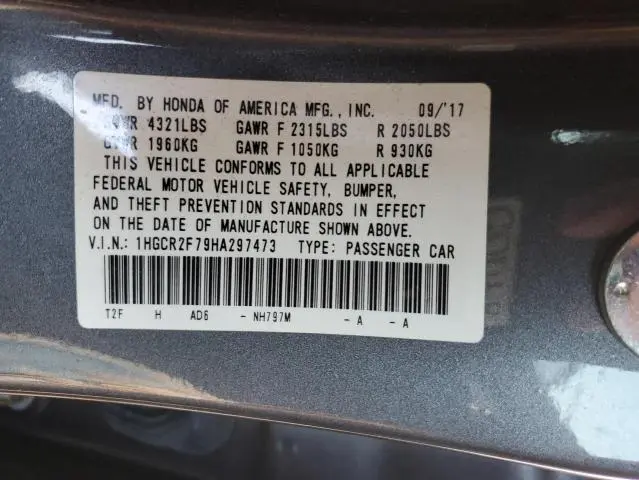 MFD. BY HONDA OF AMERICA MFG., INC. 09/'17
GVWR 4321LBS GAWR F 2315LBS R 2050LBS
GVWR 1960KG GAWR F 1050KG R 930KG
THIS VEHICLE CONFORMS TO ALL APPLICABLE
FEDERAL MOTOR VEHICLE SAFETY, BUMPER,
AND THEFT PREVENTION STANDARDS IN EFFECT
ON THE DATE OF MANUFACTURE SHOWN ABOVE.
V.I.N.: 1HGCR2F79HA297473 TYPE: PASSENGER CAR
T2F H AD6 - NH797M - A - A